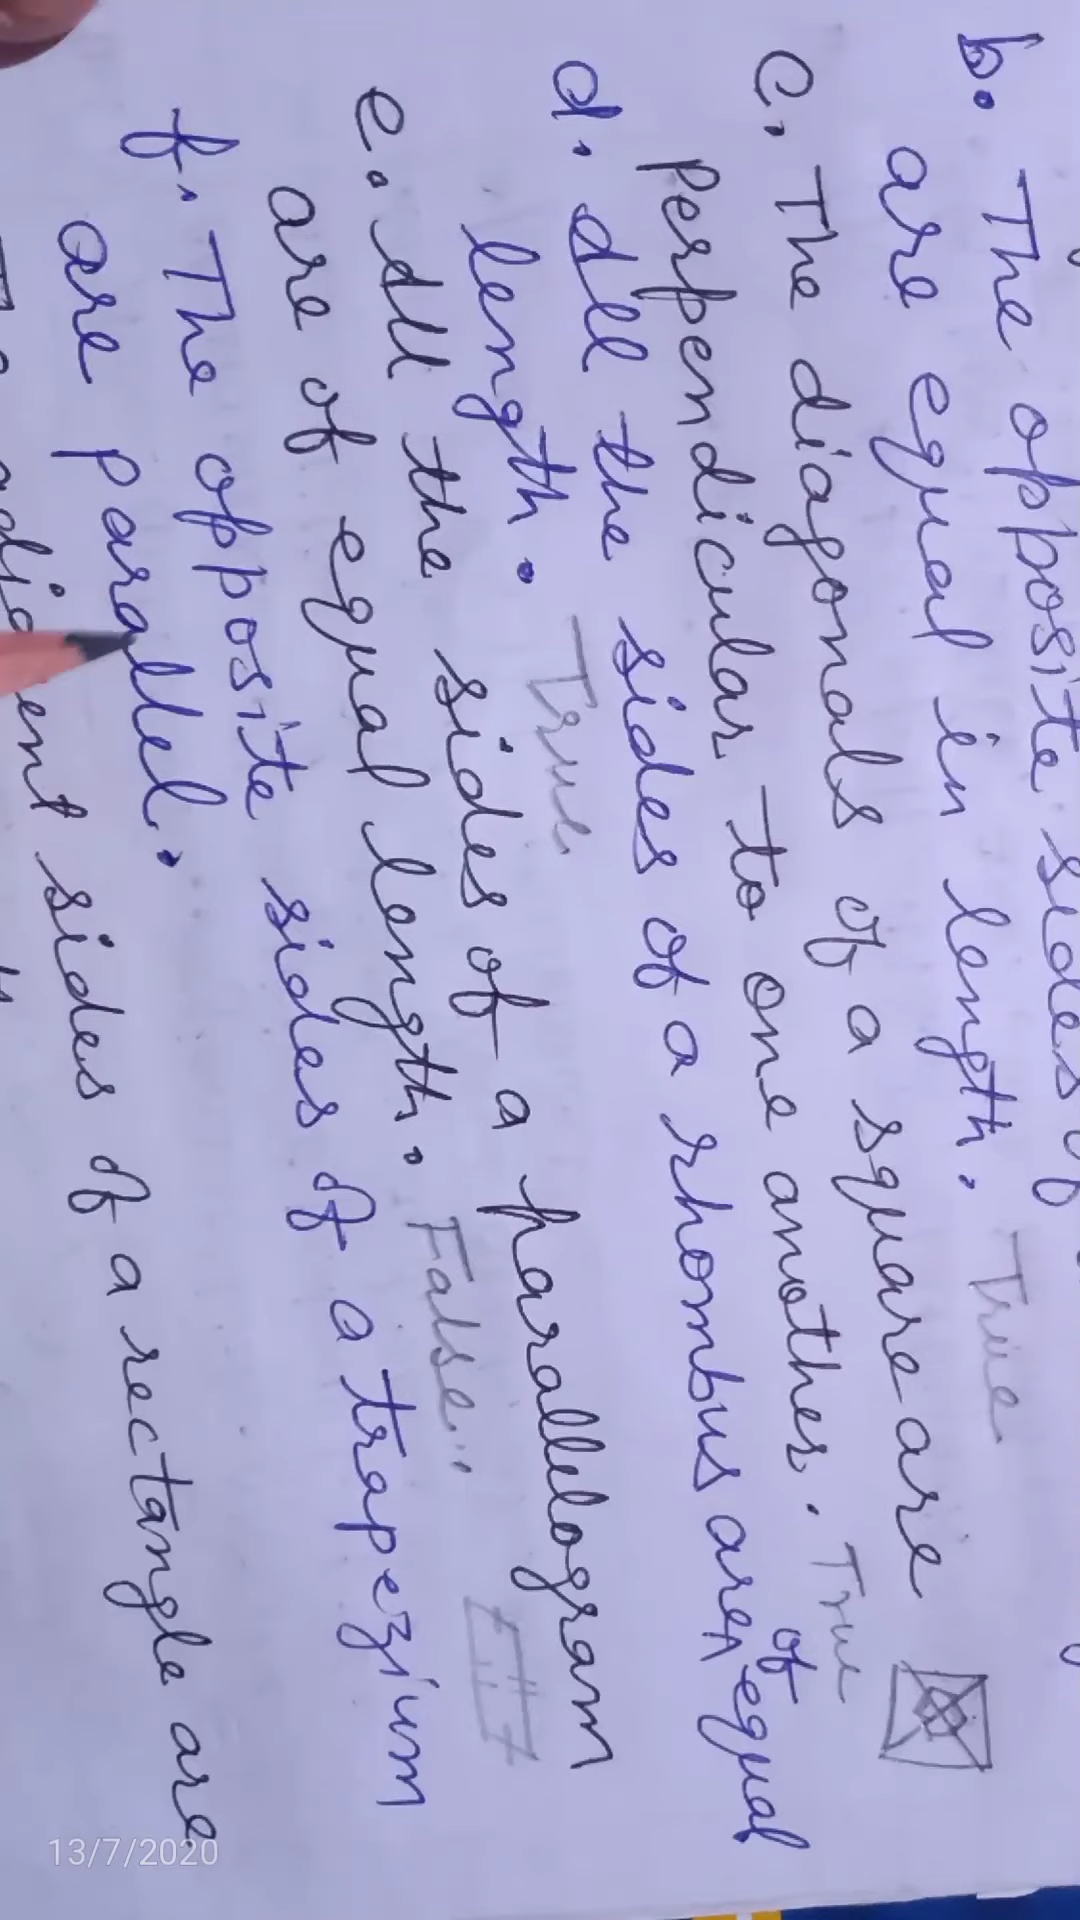 b. The opposite sides of
are equal in length. True
c. The diagonals of a square are
perpendicular to one another. True
d. All the sides of a rhombus are of equal
length. True
e. All the sides of a parallelogram
are of equal length. False
f. The opposite sides of a trapezium
are parallel.
sides of a rectangle are
13/7/2020